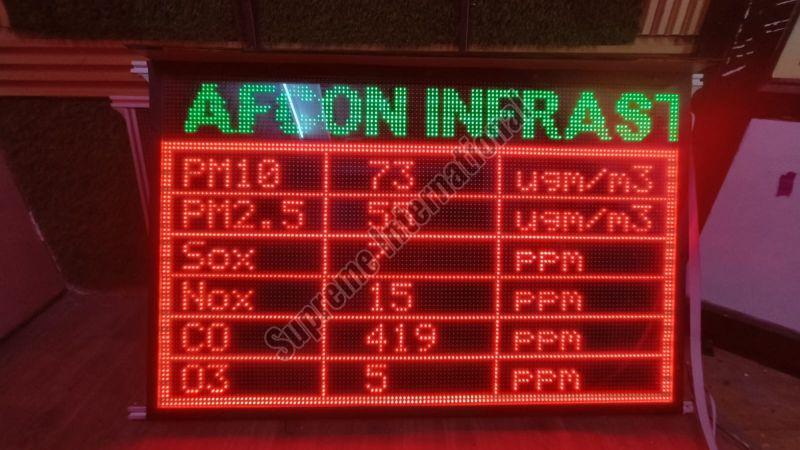 AFCON INFRAST
PM10 73 ugm/m3
PM2.5 ugm/m3
Sox ppm
Nox 15 ppm
CO 419 ppm
O3 5 ppm
Supreme International